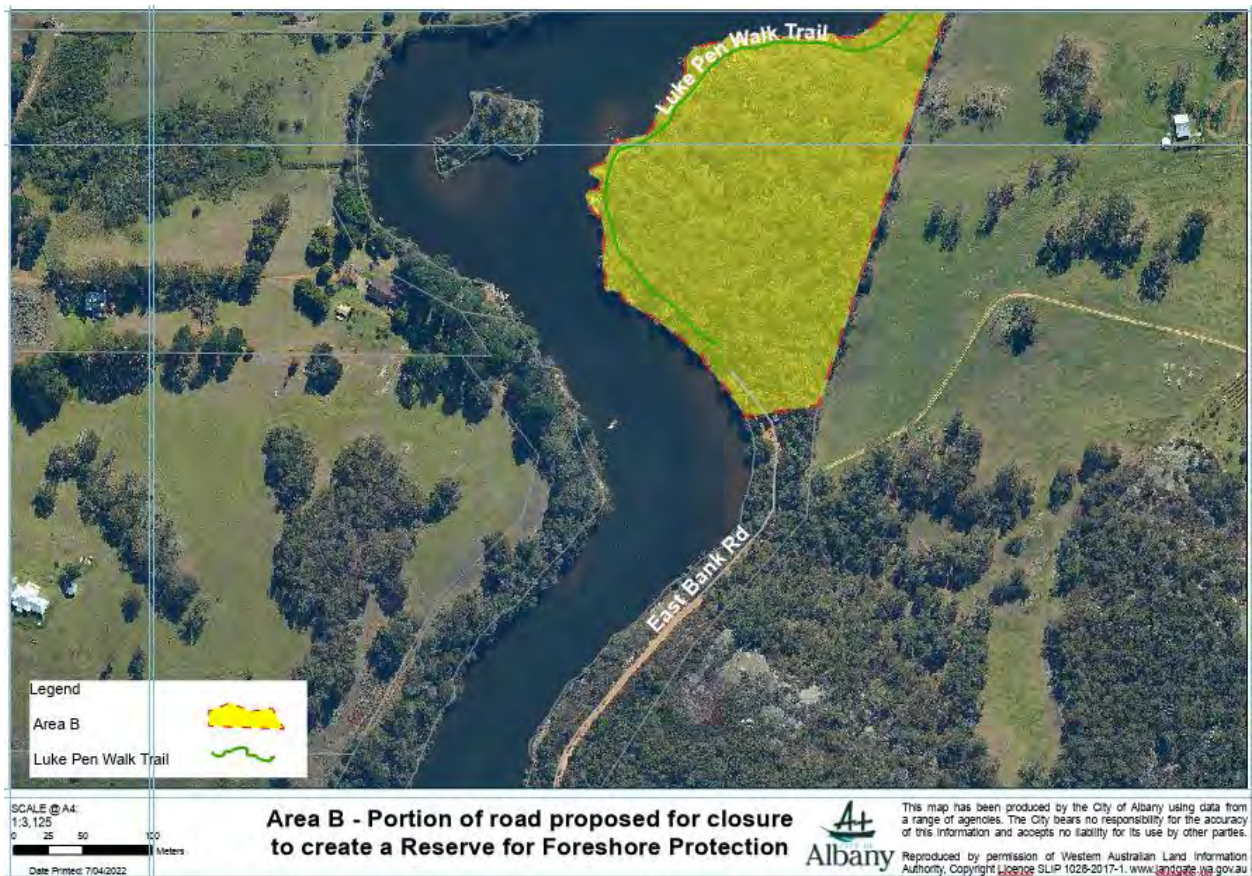 Luke Pen Walk Trail
East Bank Rd
Legend
Area B
Luke Pen Walk Trail
SCALE @ A4:
1:3,125
0 25 50 100
Meters
Date Printed: 7/04/2022
Area B - Portion of road proposed for closure
to create a Reserve for Foreshore Protection
CITY OF
Albany
This map has been produced by the City of Albany using data from
a range of agencies. The City bears no responsibility for the accuracy
of this information and accepts no liability for its use by other parties.
Reproduced by permission of Western Australian Land Information
Authority, Copyright Licence SLIP 1028-2017-1. www.landgate.wa.gov.au